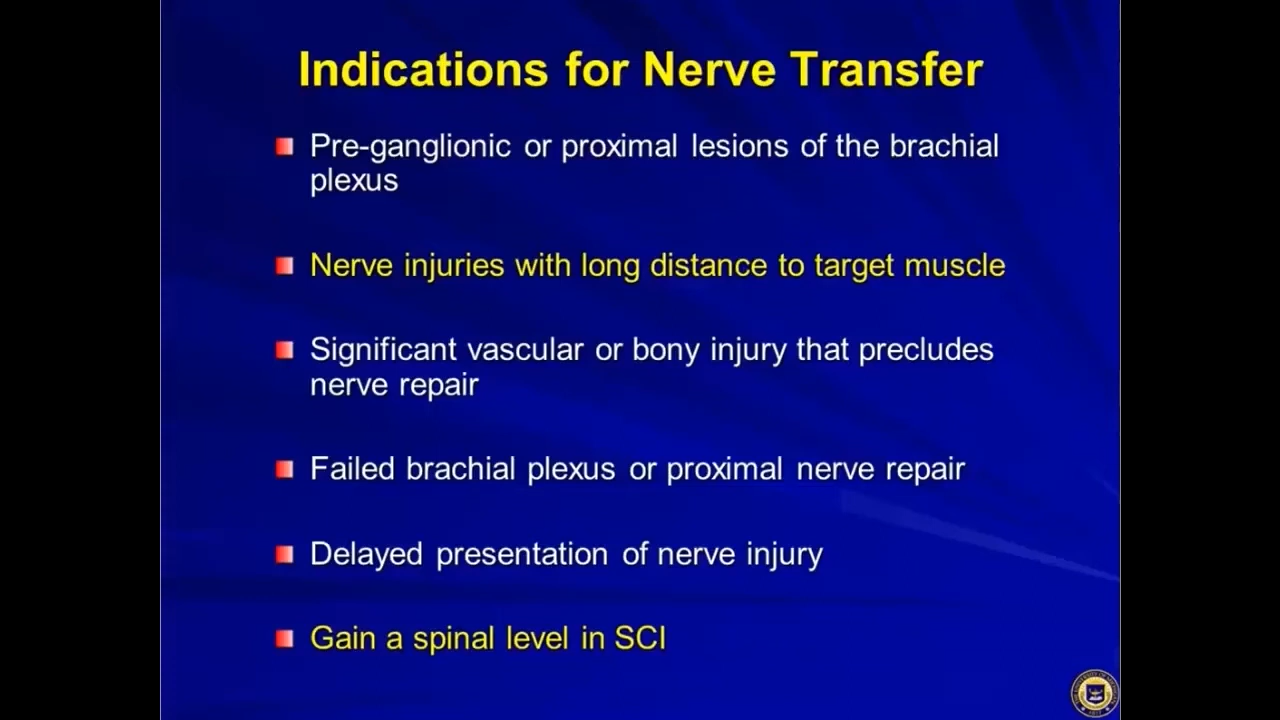 Indications for Nerve Transfer
Pre-ganglionic or proximal lesions of the brachial
plexus
Nerve injuries with long distance to target muscle
Significant vascular or bony injury that precludes
nerve repair
Failed brachial plexus or proximal nerve repair
Delayed presentation of nerve injury
Gain a spinal level in SCI